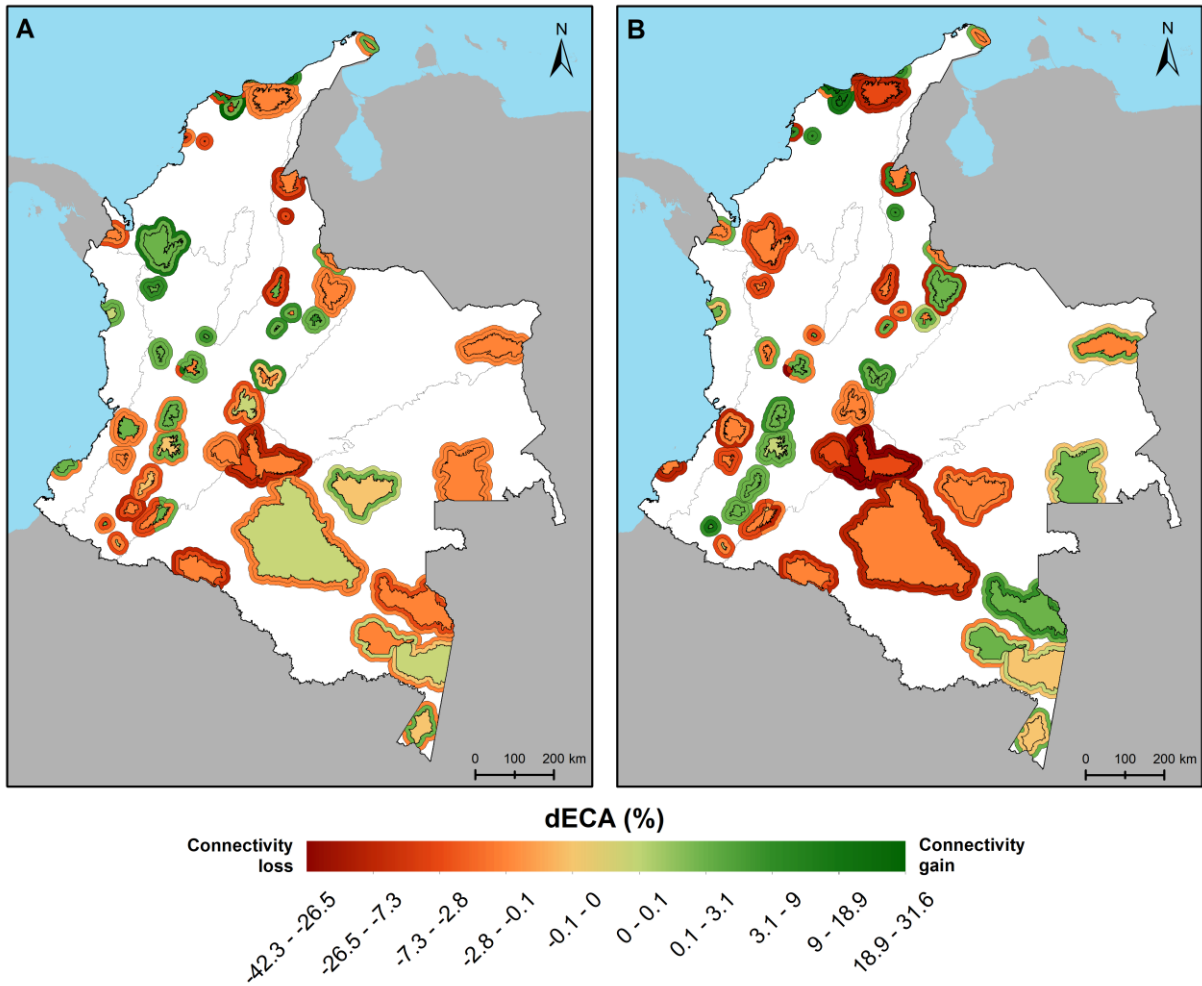 A
N
0 100 200 km
B
N
0 100 200 km
dECA (%)
Connectivity
loss
Connectivity
gain
-42.3 - -26.5
-26.5 - -7.3
-7.3 - -2.8
-2.8 - -0.1
-0.1 - 0
0 - 0.1
0.1 - 3.1
3.1 - 9
9 - 18.9
18.9 - 31.6